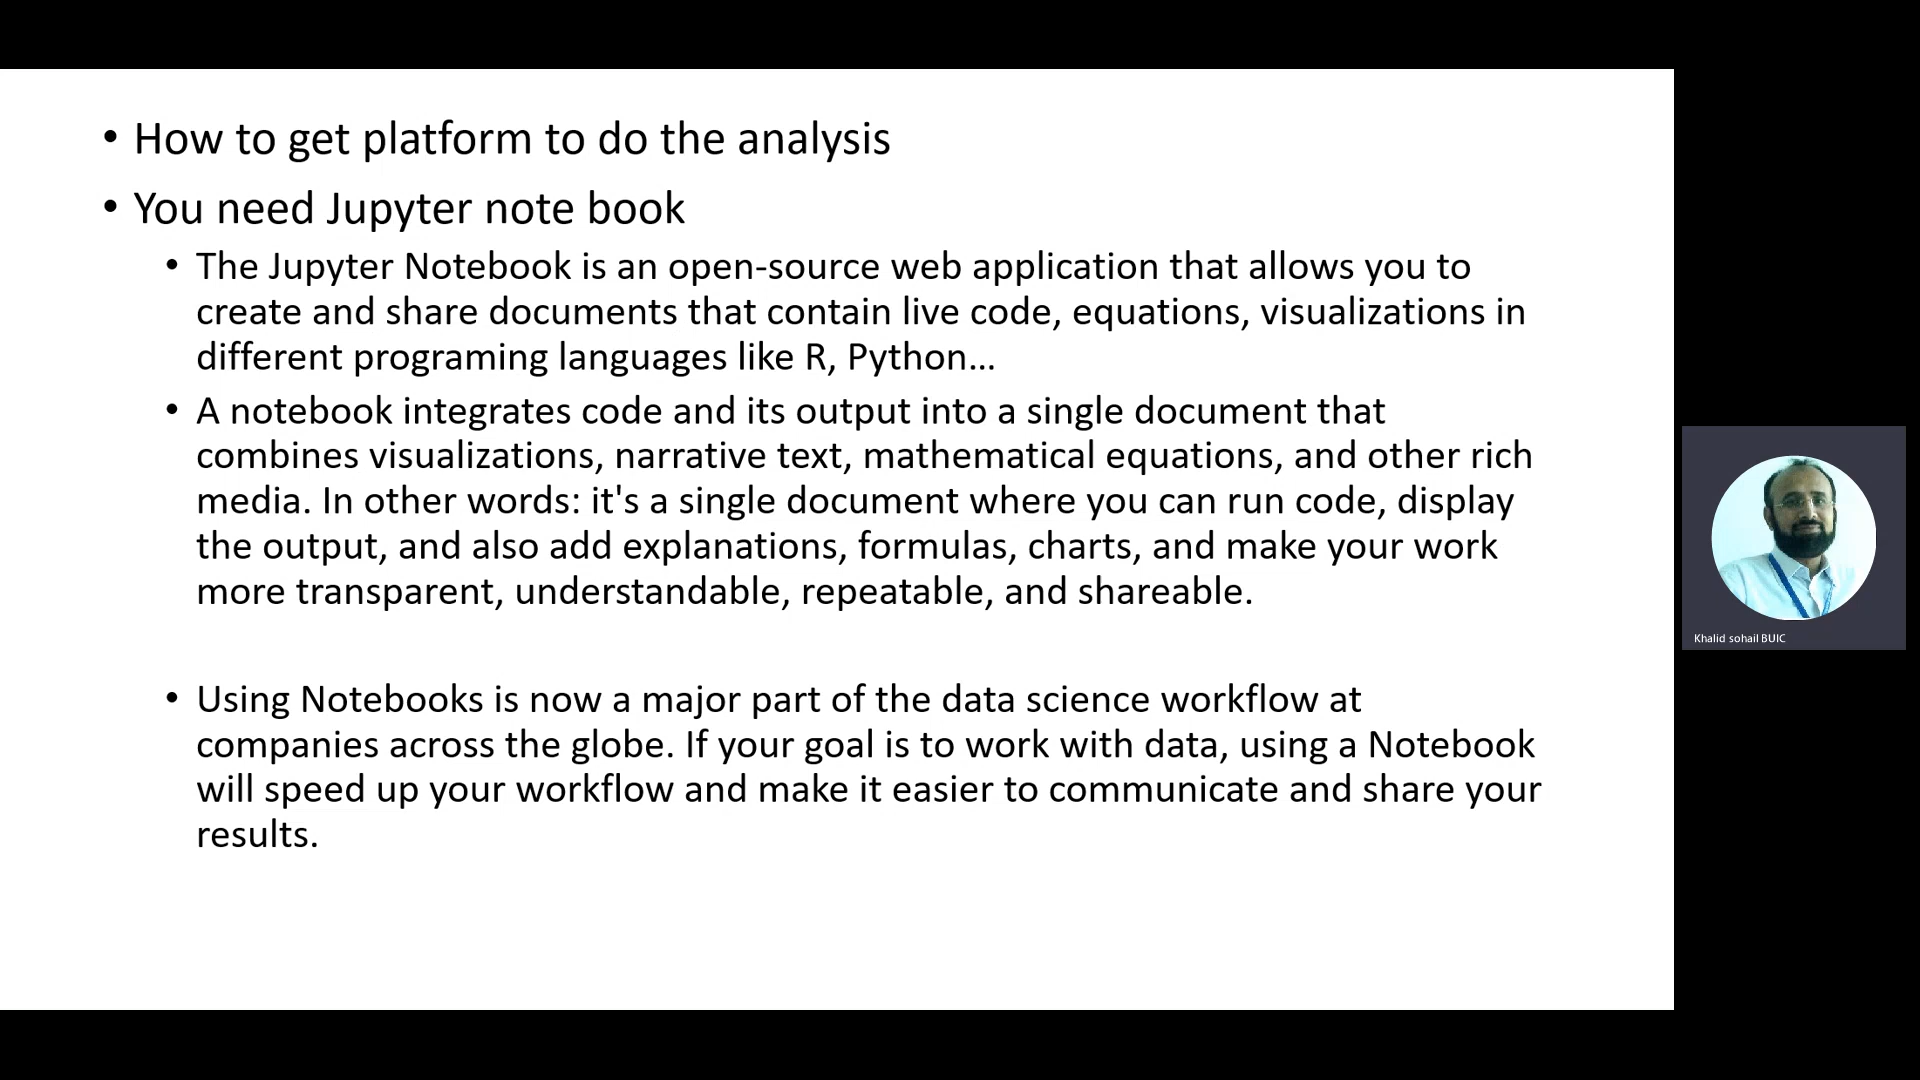 • How to get platform to do the analysis
• You need Jupyter note book
• The Jupyter Notebook is an open-source web application that allows you to
create and share documents that contain live code, equations, visualizations in
different programing languages like R, Python...
• A notebook integrates code and its output into a single document that
combines visualizations, narrative text, mathematical equations, and other rich
media. In other words: it's a single document where you can run code, display
the output, and also add explanations, formulas, charts, and make your work
more transparent, understandable, repeatable, and shareable.
• Using Notebooks is now a major part of the data science workflow at
companies across the globe. If your goal is to work with data, using a Notebook
will speed up your workflow and make it easier to communicate and share your
results.
Khalid sohail BUIC